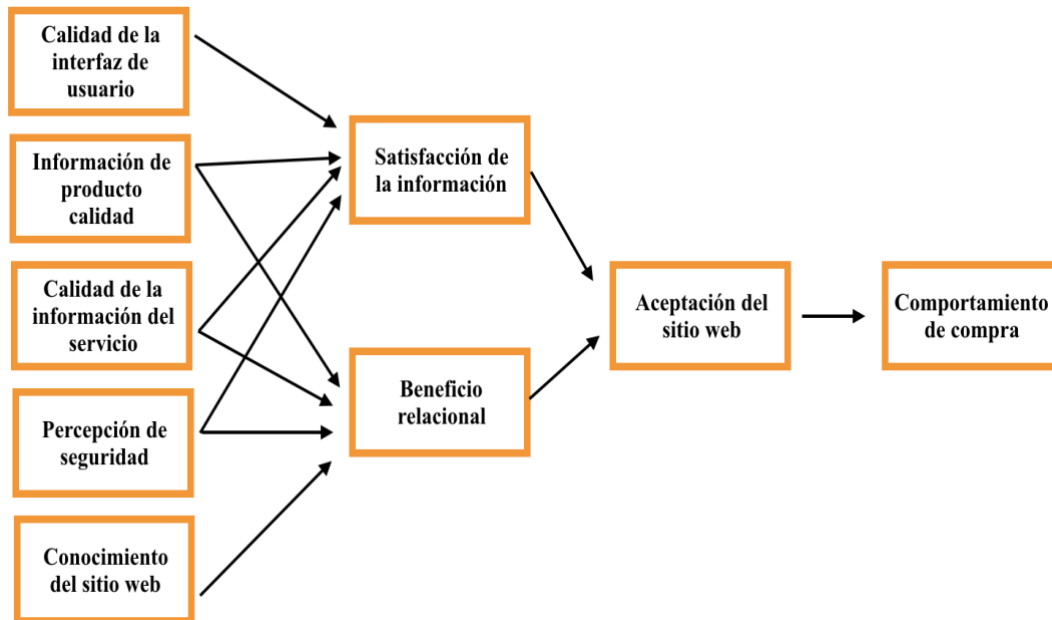 Calidad de la
interfaz de
usuario
Información de
producto
calidad
Calidad de la
información del
servicio
Percepción de
seguridad
Conocimiento
del sitio web
Satisfacción de
la información
Beneficio
relacional
Aceptación del
sitio web
Comportamiento
de compra